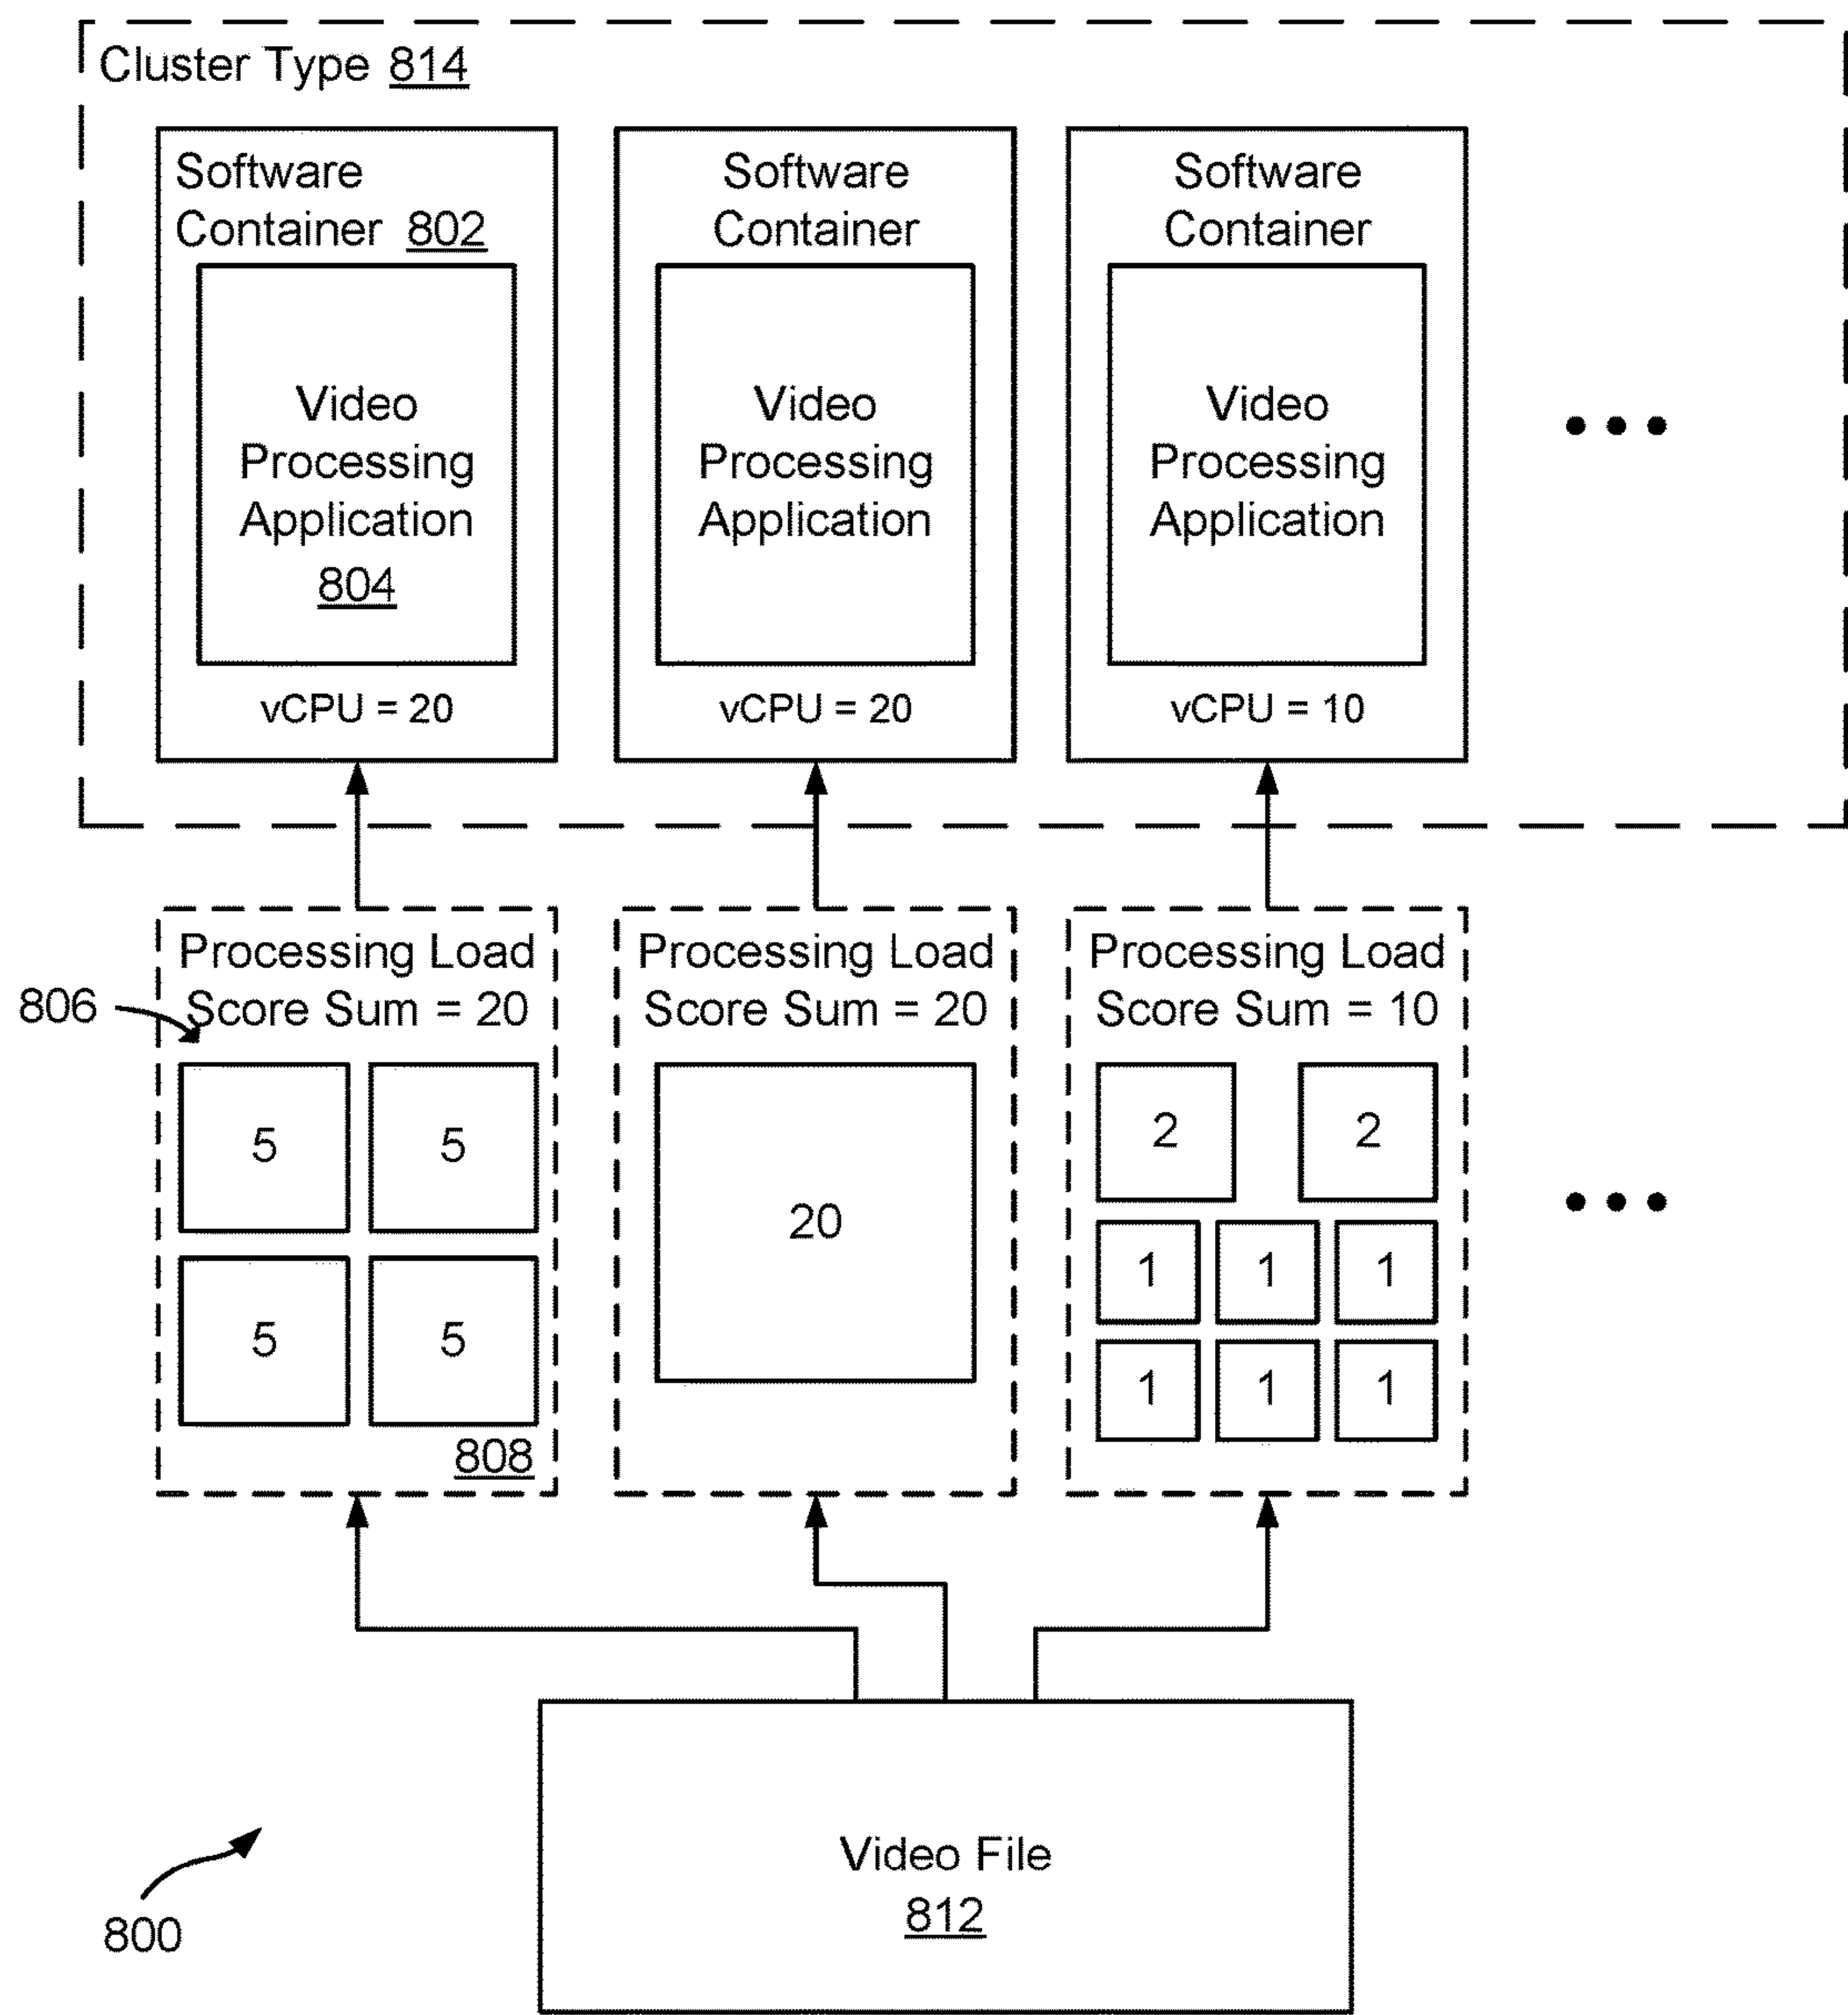 Cluster Type 814
Software
Container 802
Video
Processing
Application
804
vCPU = 20
Software
Container
Video
Processing
Application
vCPU = 20
Software
Container
Video
Processing
Application
vCPU = 10
806
Processing Load
Score Sum = 20
5 5
5 5
808
Processing Load
Score Sum = 20
20
Processing Load
Score Sum = 10
2 2
1 1 1
1 1 1
Video File
812
800